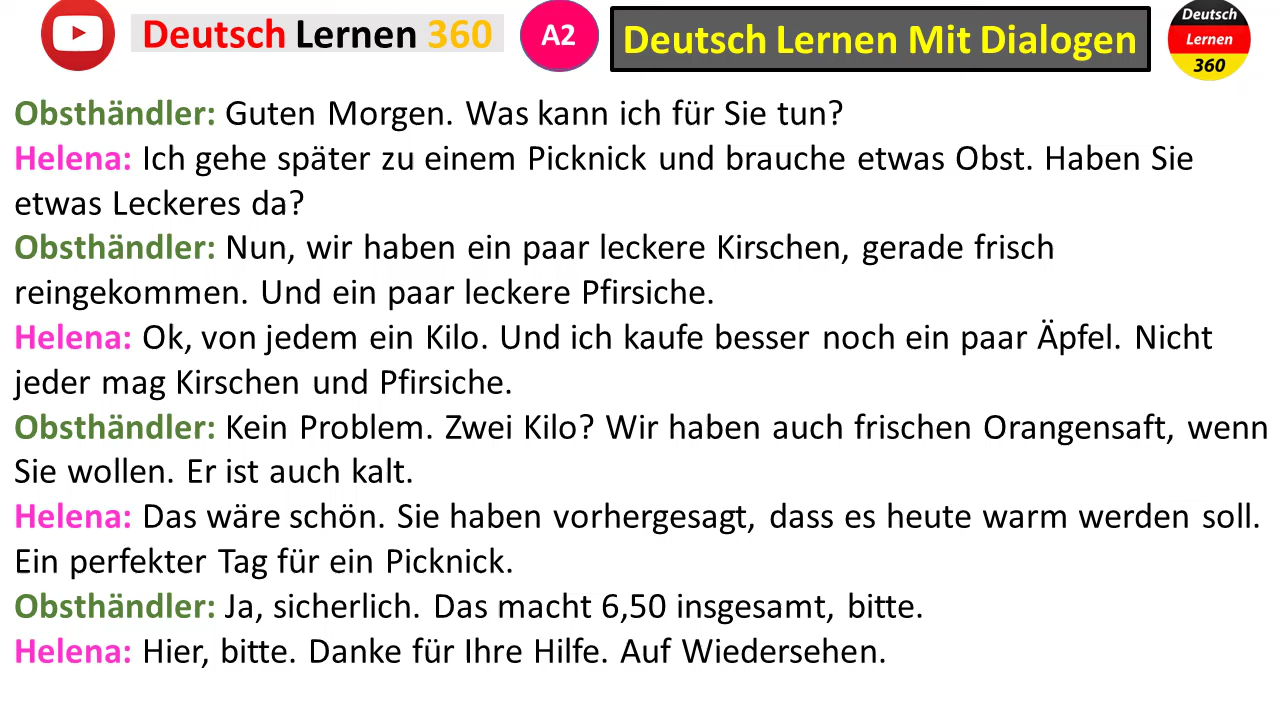 Deutsch Lernen 360
A2
Deutsch Lernen Mit Dialogen
Deutsch
Lernen
360
Obsthändler: Guten Morgen. Was kann ich für Sie tun?
Helena: Ich gehe später zu einem Picknick und brauche etwas Obst. Haben Sie
etwas Leckeres da?
Obsthändler: Nun, wir haben ein paar leckere Kirschen, gerade frisch
reingekommen. Und ein paar leckere Pfirsiche.
Helena: Ok, von jedem ein Kilo. Und ich kaufe besser noch ein paar Äpfel. Nicht
jeder mag Kirschen und Pfirsiche.
Obsthändler: Kein Problem. Zwei Kilo? Wir haben auch frischen Orangensaft, wenn
Sie wollen. Er ist auch kalt.
Helena: Das wäre schön. Sie haben vorhergesagt, dass es heute warm werden soll.
Ein perfekter Tag für ein Picknick.
Obsthändler: Ja, sicherlich. Das macht 6,50 insgesamt, bitte.
Helena: Hier, bitte. Danke für Ihre Hilfe. Auf Wiedersehen.